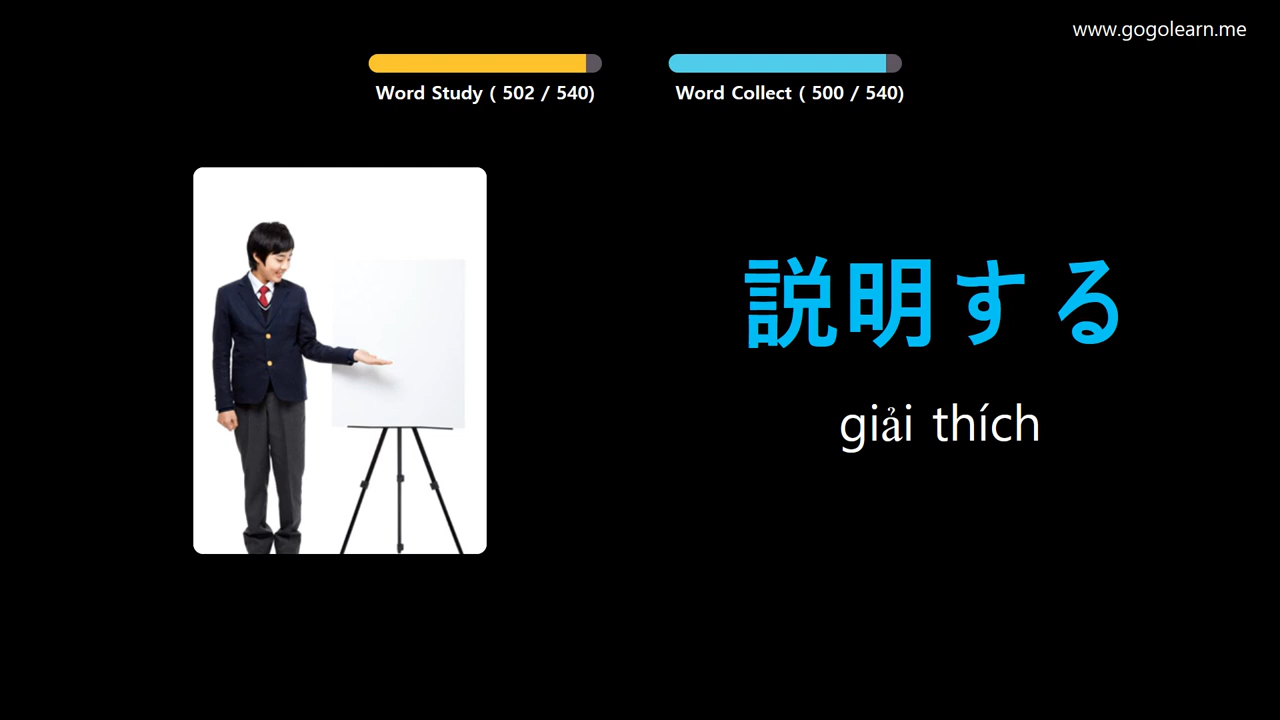 www.gogolearn.me
Word Study ( 502 / 540)
Word Collect ( 500 / 540)
説明する
giải thích